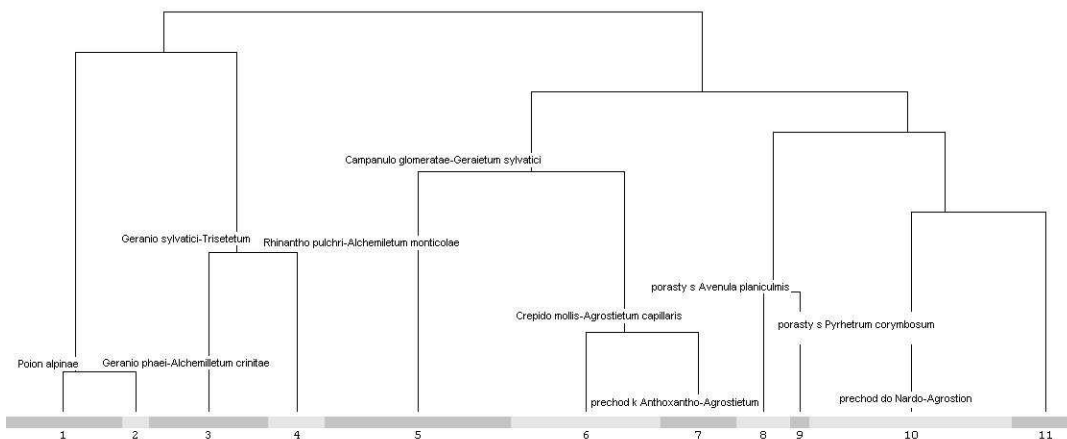 Campanulo glomeratae-Geraietum sylvatici
Geranio sylvatici-Trisetetum
Rhinantho pulchri-Alchemiletum monticolae
porasty s Avenula planiculmis
Crepido mollis-Agrostietum capillaris
porasty s Pyrhetrum corymbosum
Poion alpinae
Geranio phaei-Alchemilletum crinitae
prechod k Anthoxantho-Agrostietum
prechod do Nardo-Agrostion
1 2 3 4 5 6 7 8 9 10 11